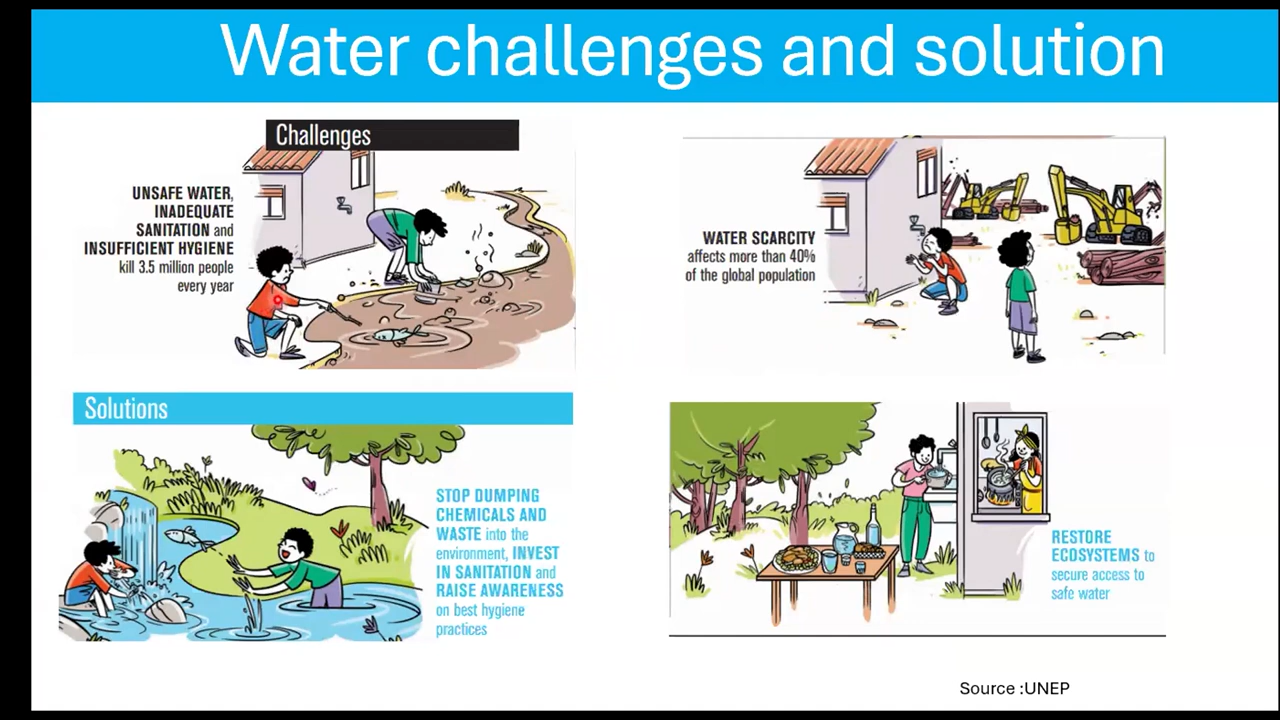 Water challenges and solution
Challenges
UNSAFE WATER,
INADEQUATE
SANITATION and
INSUFFICIENT HYGIENE
kill 3.5 million people
every year
WATER SCARCITY
affects more than 40%
of the global population
Solutions
STOP DUMPING
CHEMICALS AND
WASTE into the
environment, INVEST
IN SANITATION and
RAISE AWARENESS
on best hygiene
practices
RESTORE
ECOSYSTEMS to
secure access to
safe water
Source :UNEP